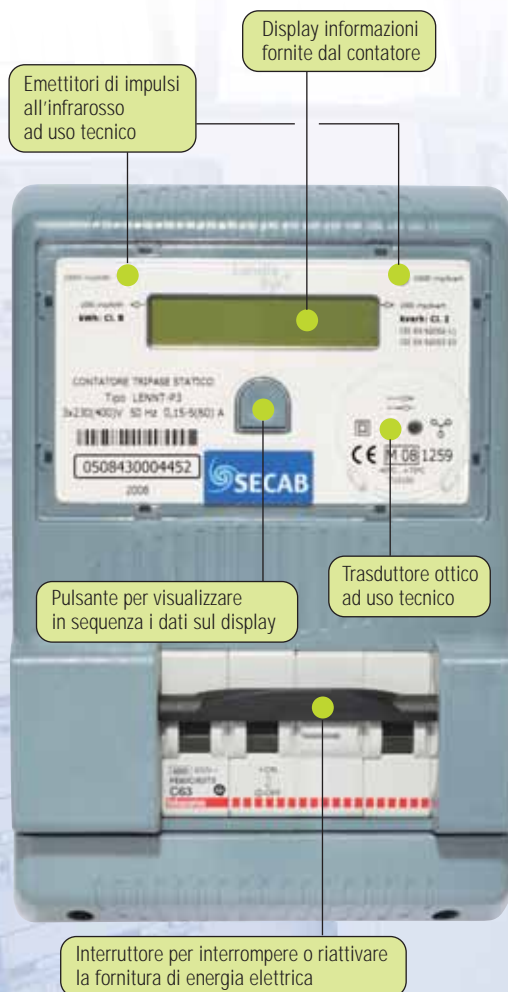 Display informazioni
fornite dal contatore
Emettitori di impulsi
all'infrarosso
ad uso tecnico
kWh: Cl. B
kvarh: Cl. 2
CONTATORE TRIFASE STATICO
Tipo LENNT-P3
3x230(400)V 50 Hz 0,15-5(60) A
0508430004452
2008
SECAB
CE M 08 1259
Trasduttore ottico
ad uso tecnico
Pulsante per visualizzare
in sequenza i dati sul display
C63
Interruttore per interrompere o riattivare
la fornitura di energia elettrica